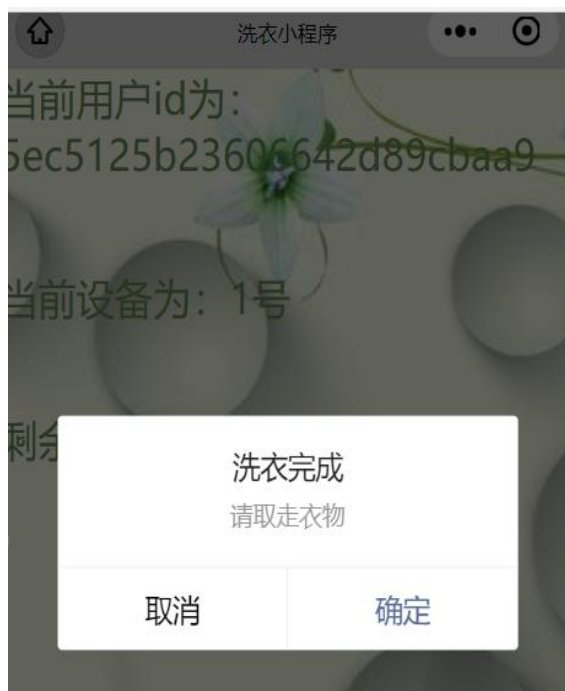 洗衣小程序
当前用户id为：
5ec5125b23606642d89cbaa9
当前设备为：1号
剩余
洗衣完成
请取走衣物
取消
确定